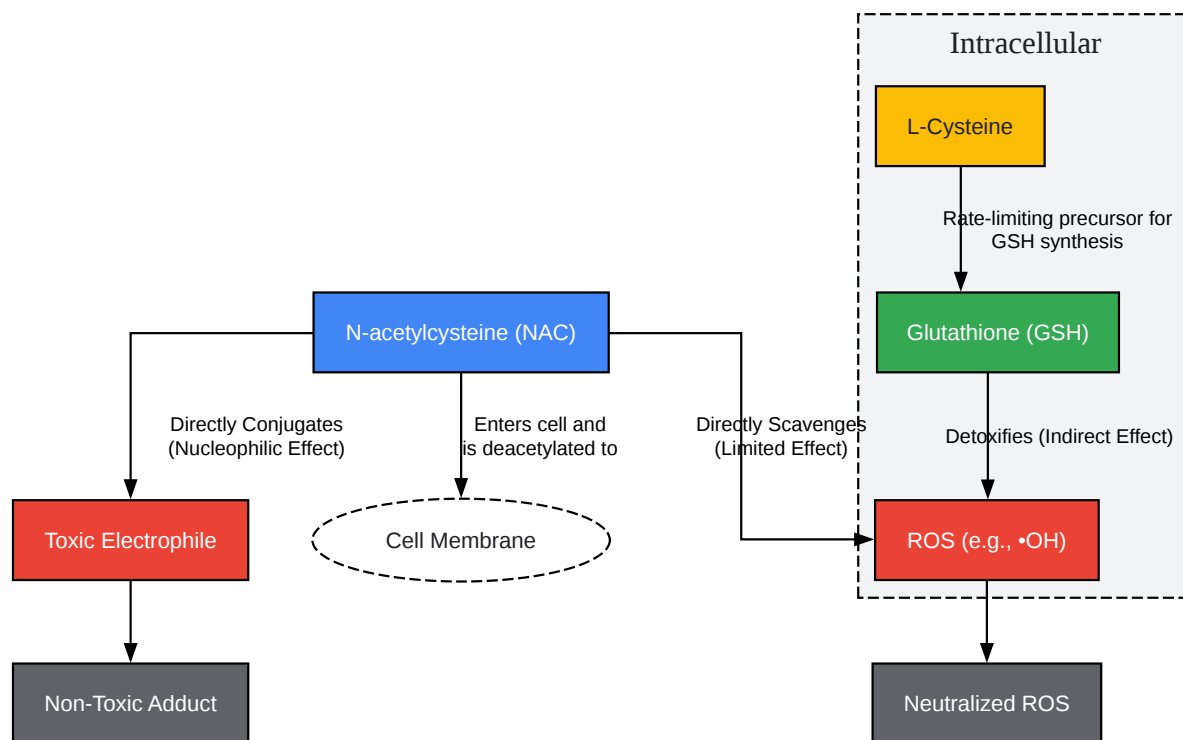 Intracellular
L-Cysteine
Rate-limiting precursor for
GSH synthesis
N-acetylcysteine (NAC)
Glutathione (GSH)
Directly Conjugates
(Nucleophilic Effect)
Enters cell and
is deacetylated to
Directly Scavenges
(Limited Effect)
Detoxifies (Indirect Effect)
Toxic Electrophile
Cell Membrane
ROS (e.g., •OH)
Non-Toxic Adduct
Neutralized ROS